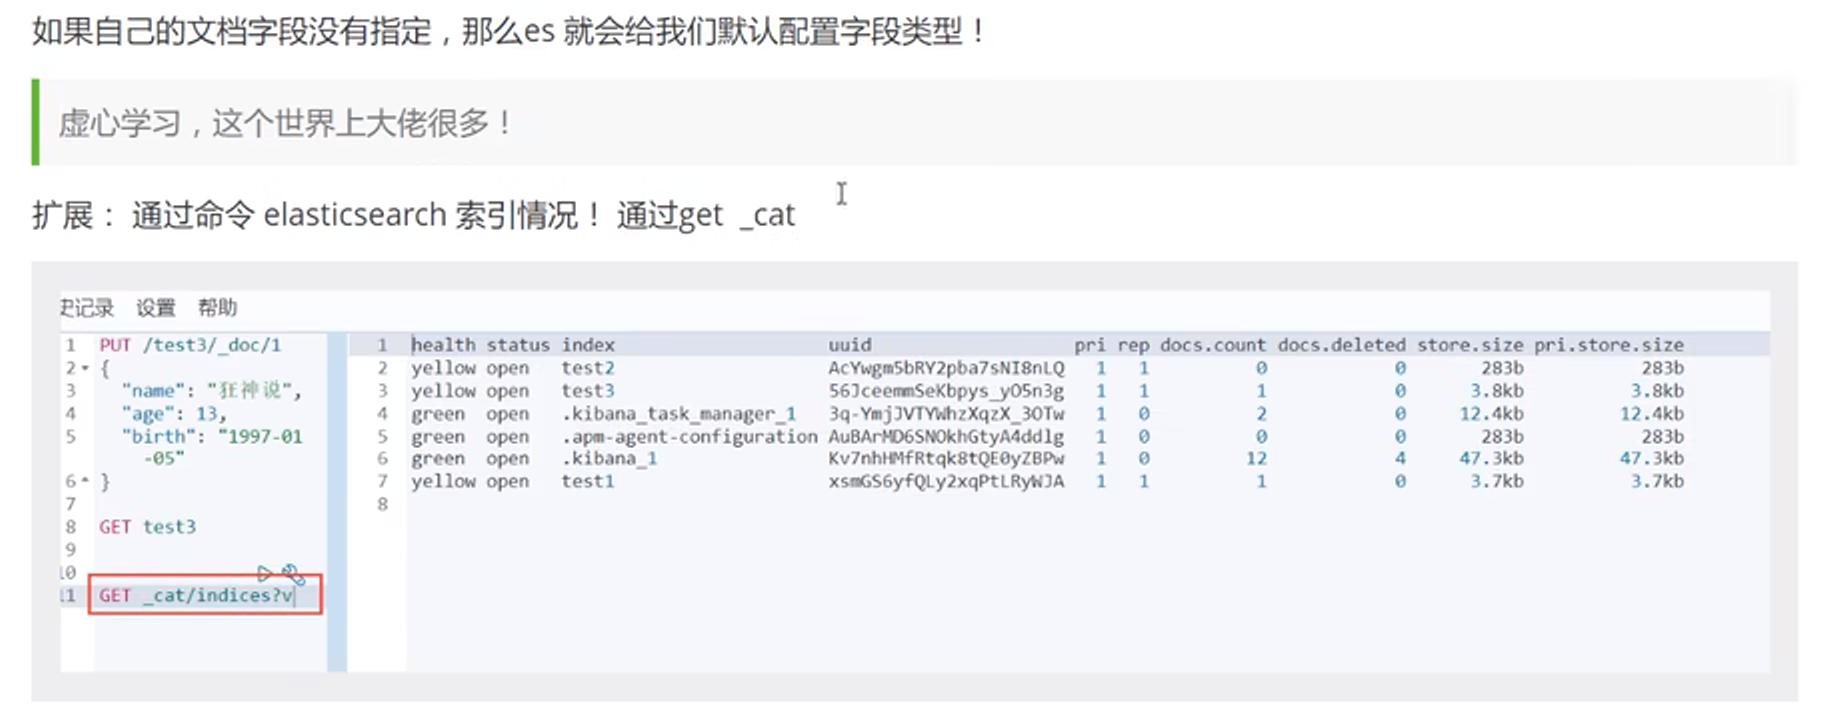 如果自己的文档字段没有指定，那么es 就会给我们默认配置字段类型！
虚心学习，这个世界上大佬很多！
扩展： 通过命令 elasticsearch 索引情况！ 通过get _cat
史记录 设置 帮助
1 PUT /test3/_doc/1
2 {
3 "name": "狂神说",
4 "age": 13,
5 "birth": "1997-01
-05"
6 }
7
8 GET test3
9
10
11 GET _cat/indices?v
1 health status index uuid pri rep docs.count docs.deleted store.size pri.store.size
2 yellow open test2 AcYwgm5bRY2pba7sNI8nLQ 1 1 0 0 283b 283b
3 yellow open test3 56JceemmSeKbpys_yO5n3g 1 1 1 0 3.8kb 3.8kb
4 green open .kibana_task_manager_1 3q-YmjJVTYWhzXqzX_3OTw 1 0 2 0 12.4kb 12.4kb
5 green open .apm-agent-configuration AuBArMD6SNOkhGtyA4ddlg 1 0 0 0 283b 283b
6 green open .kibana_1 Kv7nhHMfRtqk8tQE0yZBPw 1 0 12 4 47.3kb 47.3kb
7 yellow open test1 xsmGS6yfQLy2xqPtLRyWJA 1 1 1 0 3.7kb 3.7kb
8